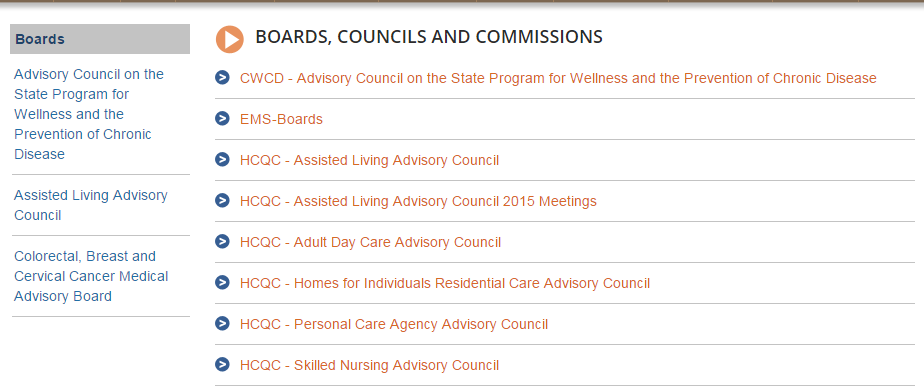 Boards
Advisory Council on the
State Program for
Wellness and the
Prevention of Chronic
Disease
Assisted Living Advisory
Council
Colorectal, Breast and
Cervical Cancer Medical
Advisory Board
BOARDS, COUNCILS AND COMMISSIONS
CWCD - Advisory Council on the State Program for Wellness and the Prevention of Chronic Disease
EMS-Boards
HCQC - Assisted Living Advisory Council
HCQC - Assisted Living Advisory Council 2015 Meetings
HCQC - Adult Day Care Advisory Council
HCQC - Homes for Individuals Residential Care Advisory Council
HCQC - Personal Care Agency Advisory Council
HCQC - Skilled Nursing Advisory Council